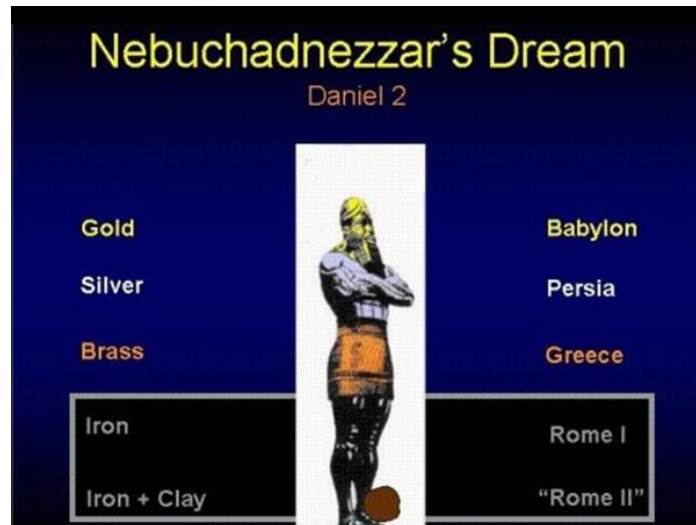 Nebuchadnezzar's Dream
Daniel 2
Gold Babylon
Silver Persia
Brass Greece
Iron Rome I
Iron + Clay “Rome II”